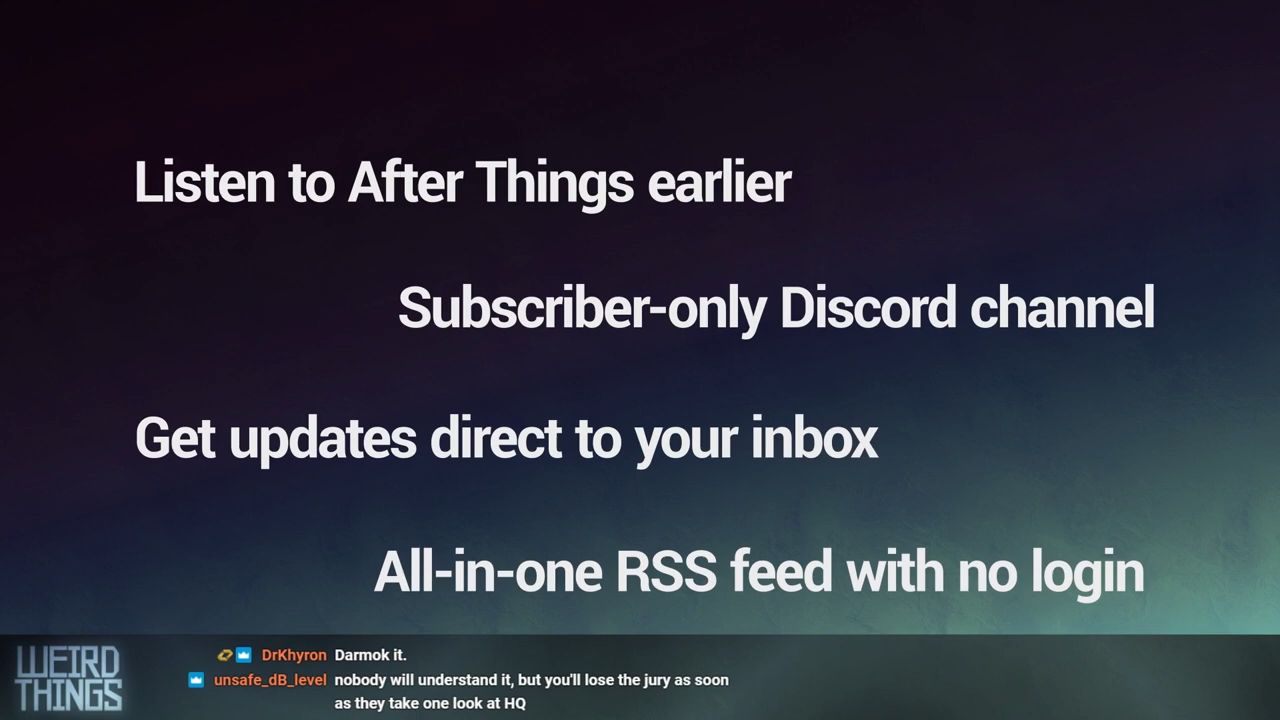 Listen to After Things earlier
Subscriber-only Discord channel
Get updates direct to your inbox
All-in-one RSS feed with no login
WEIRD
THINGS
DrKhyron Darmok it.
unsafe_dB_level nobody will understand it, but you'll lose the jury as soon
as they take one look at HQ